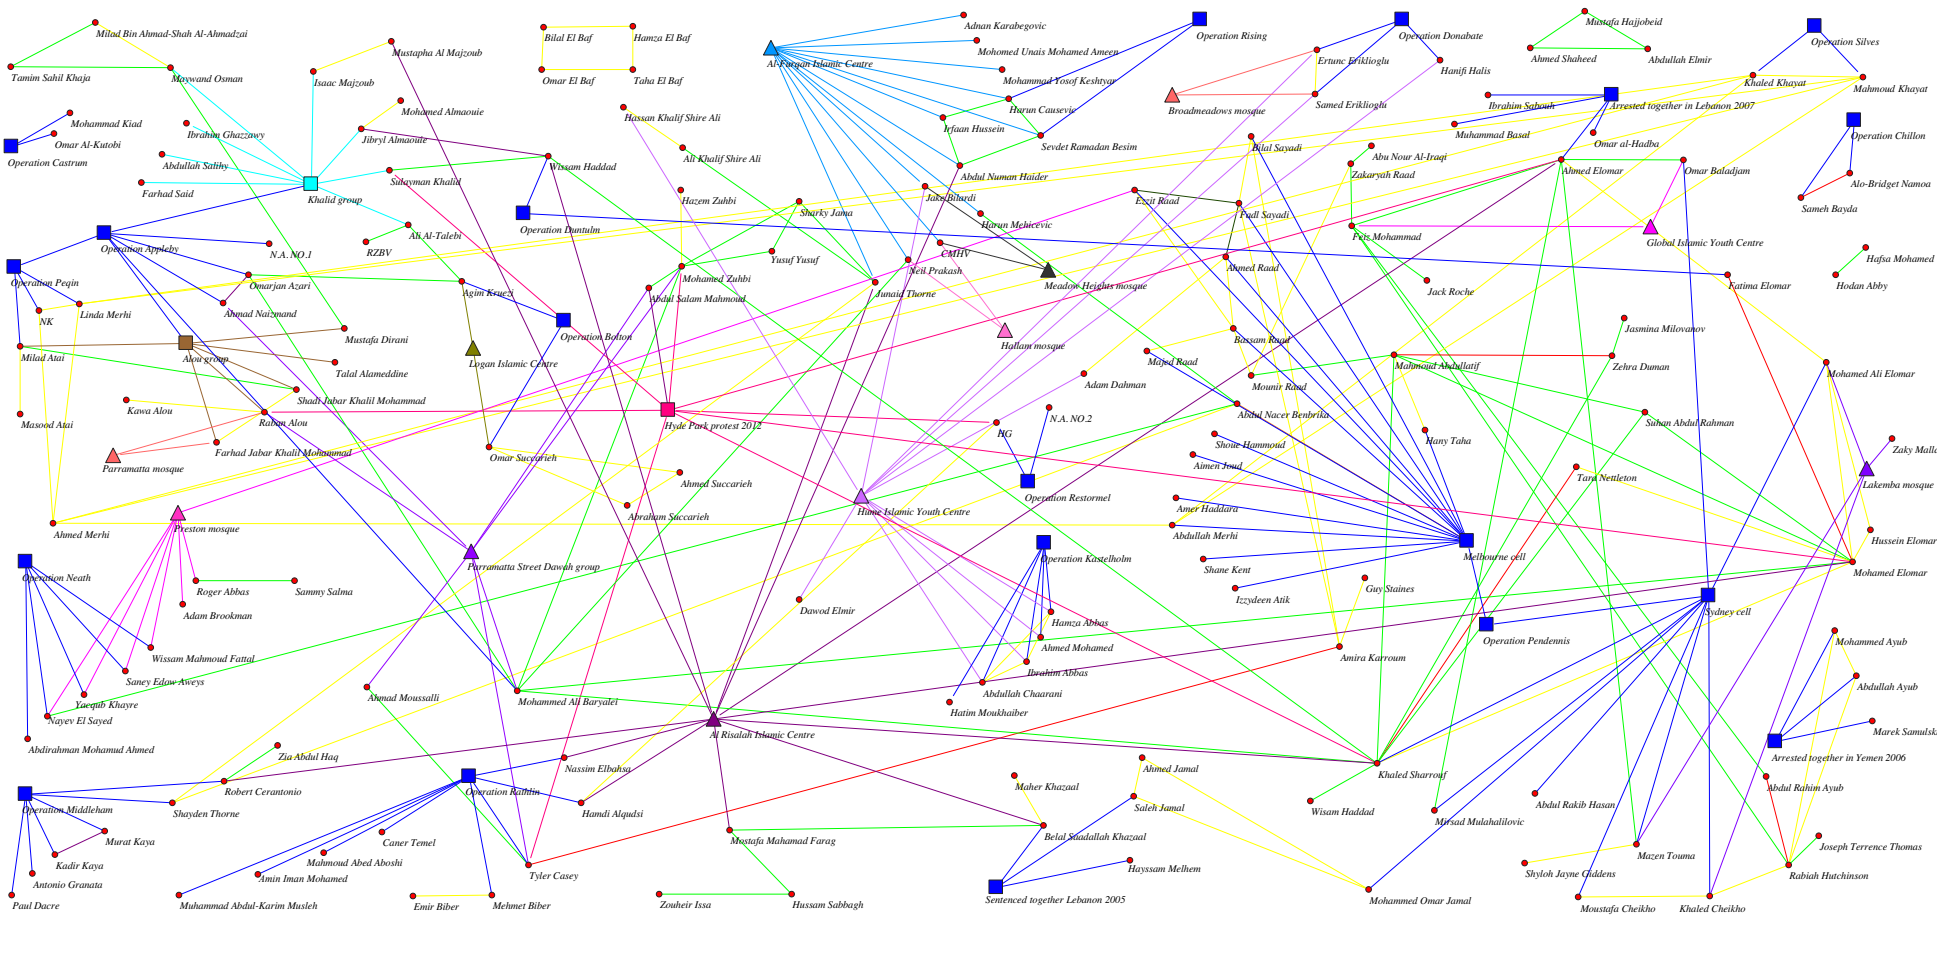 Adnan Karabegovic
Operation Rising
Operation Donabate
Mustafa Hajjobeid
Milad Bin Ahmad-Shah Al-Ahmadzai
Bilal El Baf
Hamza El Baf
Mohomed Unais Mohamed Ameen
Operation Silves
Mustapha Al Majzoub
Al-Furqan Islamic Centre
Ertunc Eriklioglu
Hanifi Halis
Ahmed Shaheed
Abdullah Elmir
Tamim Sahil Khaja
Maywand Osman
Isaac Majzoub
Omar El Baf
Taha El Baf
Mohammad Yosof Keshtyar
Khaled Khayat
Mahmoud Khayat
Mohamed Almaouie
Hassan Khalif Shire Ali
Harun Causevic
Broadmeadows mosque
Samed Eriklioglu
Ibrahim Sabouh
Arrested together in Lebanon 2007
Mohammad Kiad
Ibrahim Ghazzawy
Jibryl Almaouie
Irfaan Hussein
Muhammad Basal
Omar Al-Kutobi
Operation Castrum
Sevdet Ramadan Besim
Bilal Sayadi
Omar al-Hadba
Operation Chillon
Abdullah Salihy
Ali Khalif Shire Ali
Abu Nour Al-Iraqi
Wissam Haddad
Abdul Numan Haider
Zakaryah Raad
Ahmed Elomar
Omar Baladjam
Farhad Said
Khalid group
Sulayman Khalid
Alo-Bridget Namoa
Hazem Zuhbi
Jake Bilardi
Ezzit Raad
Sameh Bayda
Sharky Jama
Fadl Sayadi
Operation Duntulm
Harun Mehicevic
Ali Al-Talebi
Feiz Mohammad
Global Islamic Youth Centre
Operation Appleby
N.A. NO.1
RZBV
CMHV
Yusuf Yusuf
Ahmed Raad
Hafsa Mohamed
Operation Peqin
Omarjan Azari
Agim Kruezi
Mohamed Zuhbi
Neil Prakash
Meadow Heights mosque
Jack Roche
Fatima Elomar
Hodan Abby
Abdul Salam Mahmoud
Junaid Thorne
NK
Linda Merhi
Ahmad Naizmand
Mustafa Dirani
Operation Bolton
Hallam mosque
Bassam Raad
Jasmina Milovanov
Milad Atai
Alou group
Talal Alameddine
Logan Islamic Centre
Majed Raad
Mahmoud Abdullatif
Zehra Duman
Mohamed Ali Elomar
Adam Dahman
Mounir Raad
Shadi Jabar Khalil Mohammad
Masood Atai
Kawa Alou
Raban Alou
Hyde Park protest 2012
HG
N.A. NO.2
Abdul Nacer Benbrika
Suhan Abdul Rahman
Farhad Jabar Khalil Mohammad
Parramatta mosque
Omar Succarieh
Shoue Hammoud
Hany Taha
Aimen Joud
Zaky Malla
Ahmed Succarieh
Operation Restormel
Tara Nettleton
Lakemba mosque
Abraham Succarieh
Hume Islamic Youth Centre
Amer Haddara
Ahmed Merhi
Preston mosque
Abdullah Merhi
Melbourne cell
Hussein Elomar
Operation Neath
Parramatta Street Dawah group
Operation Kastelholm
Shane Kent
Mohamed Elomar
Roger Abbas
Sammy Salma
Izzydeen Atik
Guy Staines
Adam Brookman
Dawod Elmir
Hamza Abbas
Operation Pendennis
Sydney cell
Wissam Mahmoud Fattal
Ahmed Mohamed
Amira Karroum
Mohammed Ayub
Saney Edow Aweys
Ibrahim Abbas
Yacqub Khayre
Ahmad Moussalli
Mohammed Ali Baryalei
Abdullah Chaarani
Abdullah Ayub
Nayev El Sayed
Hatim Moukhaiber
Abdirahman Mohamud Ahmed
Al Risalah Islamic Centre
Marek Samulski
Zia Abdul Haq
Nassim Elbahsa
Ahmed Jamal
Khaled Sharrouf
Arrested together in Yemen 2006
Robert Cerantonio
Operation Rathlin
Maher Khazaal
Abdul Rahim Ayub
Operation Middleham
Shayden Thorne
Hamdi Alqudsi
Saleh Jamal
Wisam Haddad
Abdul Rakib Hasan
Mirsad Mulahalilovic
Murat Kaya
Caner Temel
Mostafa Mahamad Farag
Belal Saadallah Khazaal
Joseph Terrence Thomas
Kadir Kaya
Mahmoud Abed Aboshi
Mazen Touma
Antonio Granata
Amin Iman Mohamed
Tyler Casey
Hayssam Melhem
Shyloh Jayne Giddens
Rabiah Hutchinson
Paul Dacre
Muhammad Abdul-Karim Musleh
Emir Biber
Mehmet Biber
Zouheir Issa
Hussam Sabbagh
Sentenced together Lebanon 2005
Mohammed Omar Jamal
Moustafa Cheikho
Khaled Cheikho